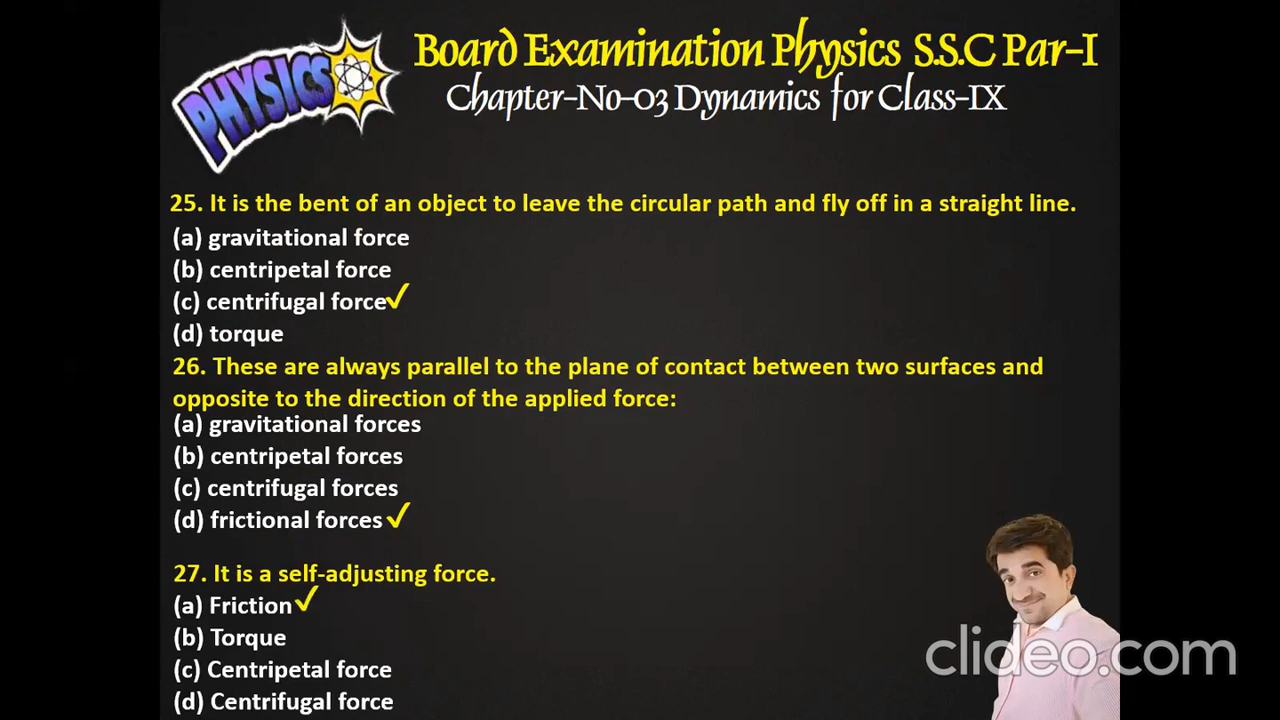 PHYSICS
Board Examination Physics S.S.C Par-I
Chapter-No-03 Dynamics for Class-IX
25. It is the bent of an object to leave the circular path and fly off in a straight line.
(a) gravitational force
(b) centripetal force
(c) centrifugal force✓
(d) torque
26. These are always parallel to the plane of contact between two surfaces and
opposite to the direction of the applied force:
(a) gravitational forces
(b) centripetal forces
(c) centrifugal forces
(d) frictional forces ✓
27. It is a self-adjusting force.
(a) Friction ✓
(b) Torque
(c) Centripetal force
(d) Centrifugal force
clideo.com